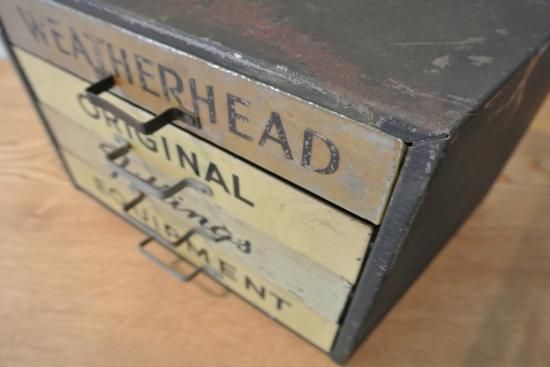 WEATHERHEAD
ORIGINAL
Fittings
EQUIPMENT